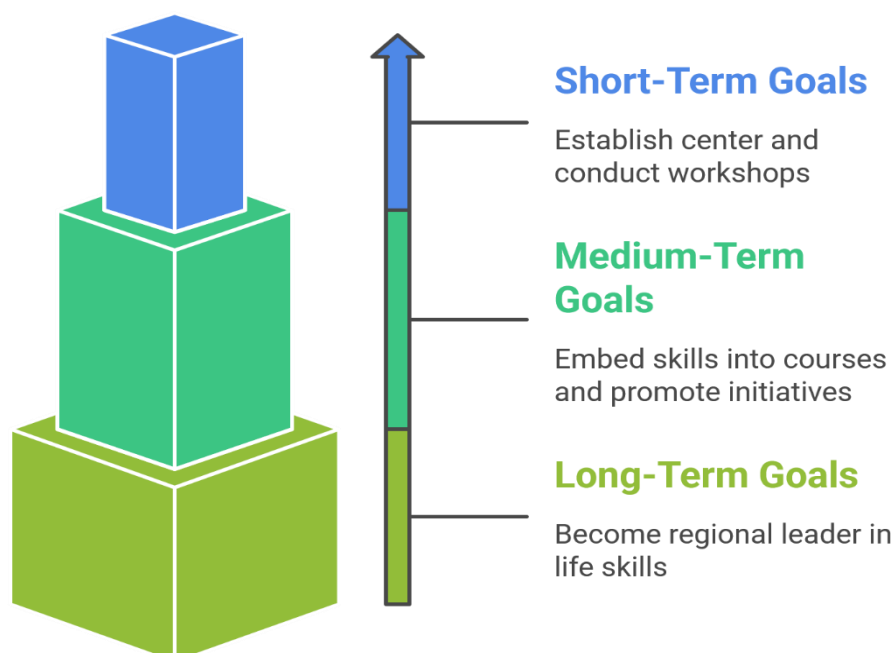 Short-Term Goals
Establish center and
conduct workshops
Medium-Term
Goals
Embed skills into courses
and promote initiatives
Long-Term Goals
Become regional leader in
life skills